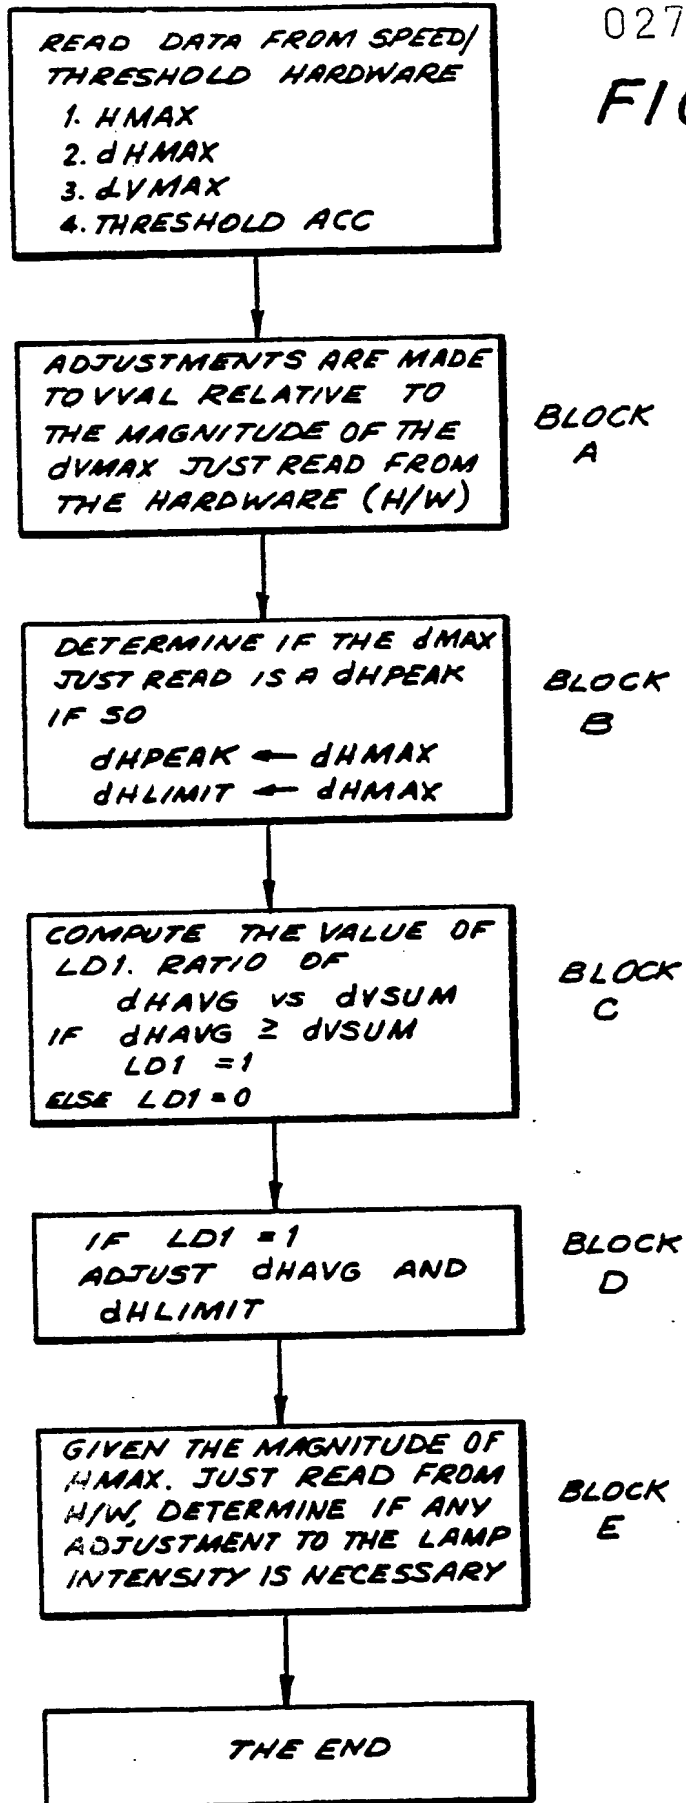 027
FIG
READ DATA FROM SPEED/
THRESHOLD HARDWARE
1. HMAX
2. dHMAX
3. dVMAX
4. THRESHOLD ACC
ADJUSTMENTS ARE MADE
TO VVAL RELATIVE TO
THE MAGNITUDE OF THE
dVMAX JUST READ FROM
THE HARDWARE (H/W)
BLOCK
A
DETERMINE IF THE dMAX
JUST READ IS A dHPEAK
IF SO
dHPEAK ← dHMAX
dHLIMIT ← dHMAX
BLOCK
B
COMPUTE THE VALUE OF
LD1. RATIO OF
dHAVG VS dVSUM
IF dHAVG ≥ dVSUM
LD1 = 1
ELSE LD1 = 0
BLOCK
C
IF LD1 = 1
ADJUST dHAVG AND
dHLIMIT
BLOCK
D
GIVEN THE MAGNITUDE OF
HMAX. JUST READ FROM
H/W, DETERMINE IF ANY
ADJUSTMENT TO THE LAMP
INTENSITY IS NECESSARY
BLOCK
E
THE END